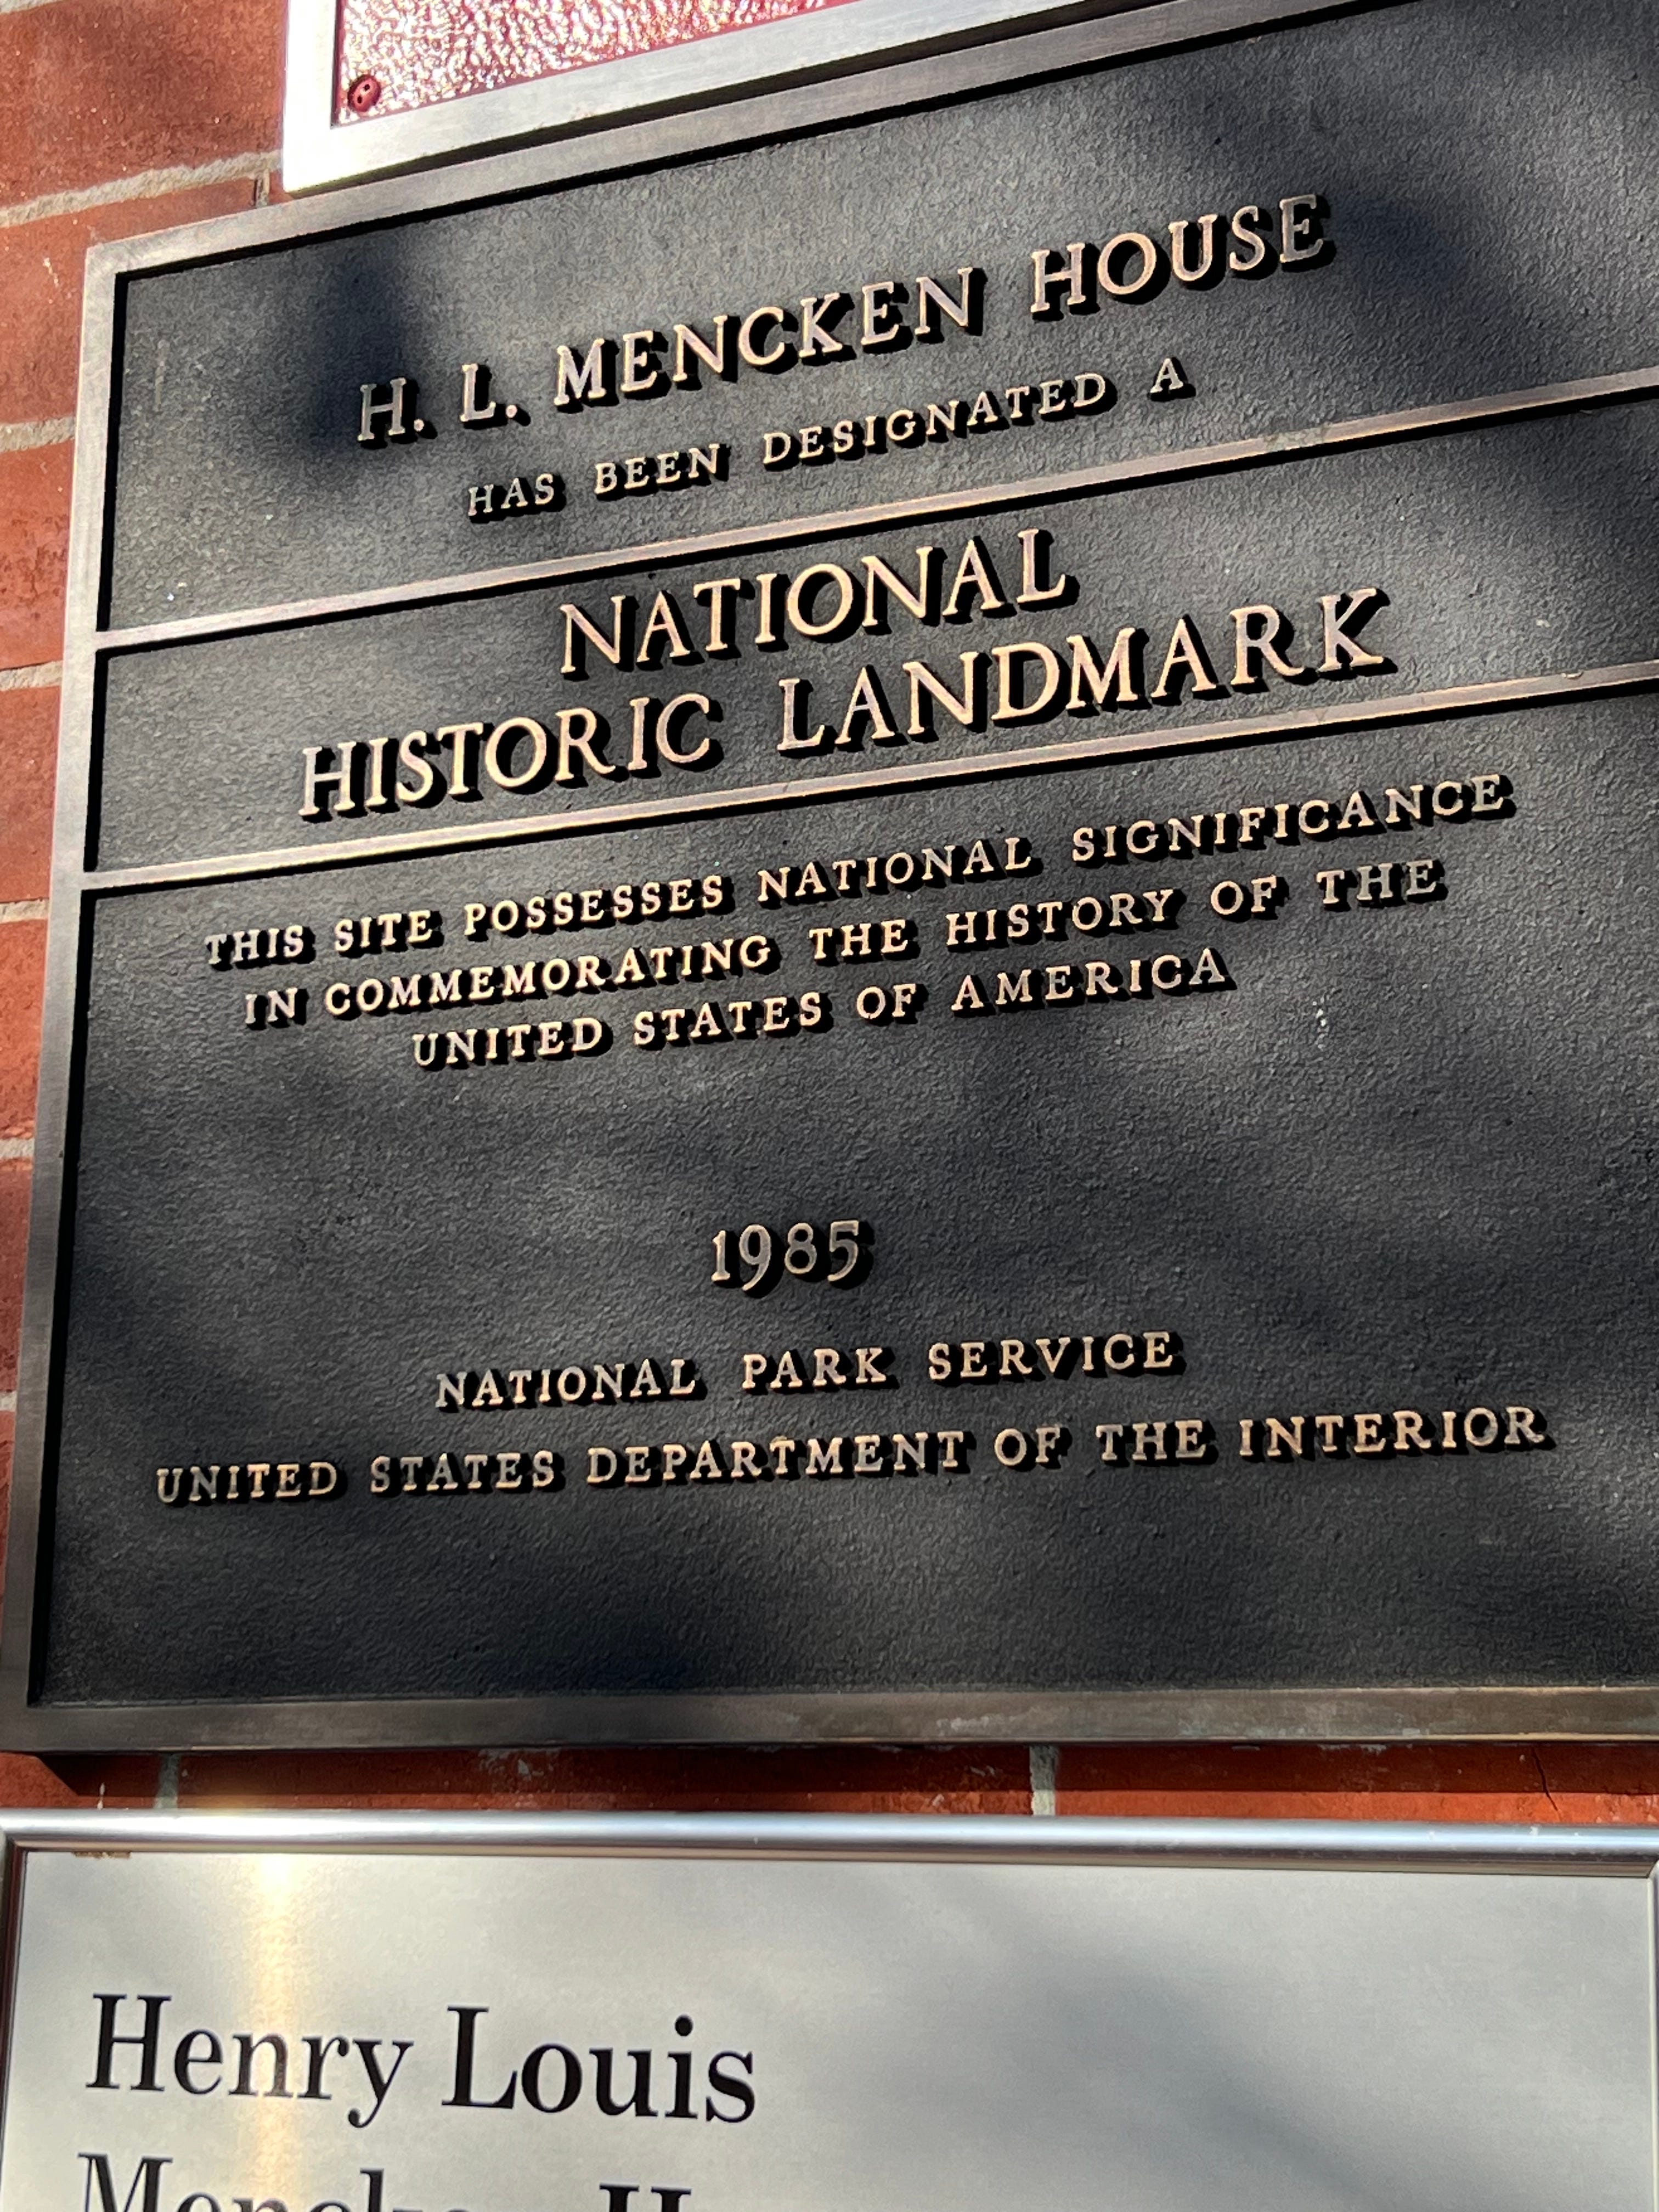 H. L. MENCKEN HOUSE
HAS BEEN DESIGNATED A
NATIONAL
HISTORIC LANDMARK
THIS SITE POSSESSES NATIONAL SIGNIFICANCE
IN COMMEMORATING THE HISTORY OF THE
UNITED STATES OF AMERICA
1985
NATIONAL PARK SERVICE
UNITED STATES DEPARTMENT OF THE INTERIOR
Henry Louis